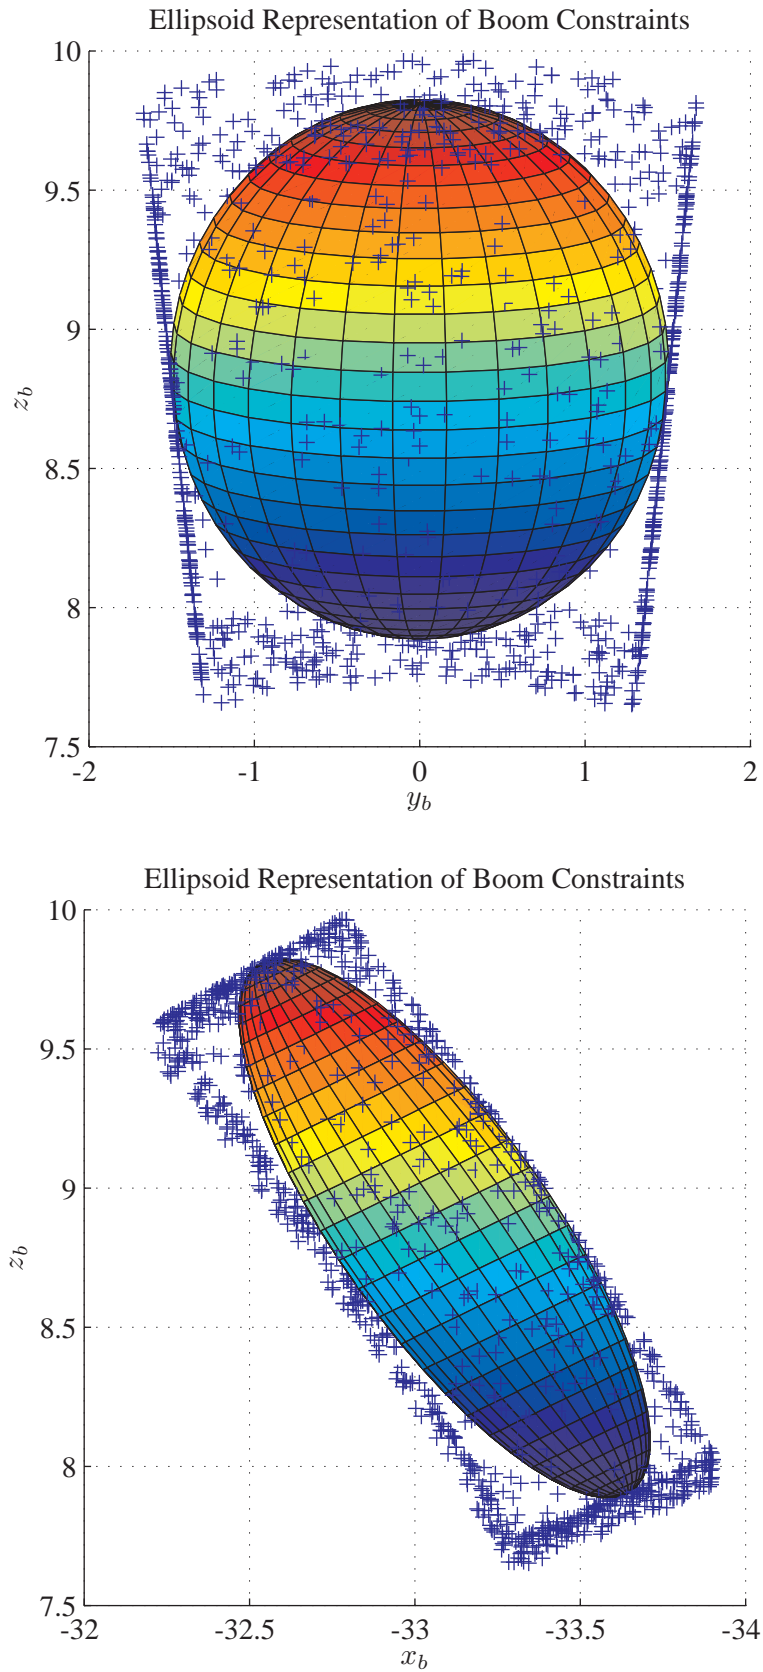 Ellipsoid Representation of Boom Constraints
10
9.5
9
8.5
8
7.5
z_b
-2 -1 0 1 2
y_b
Ellipsoid Representation of Boom Constraints
10
9.5
9
8.5
8
7.5
z_b
-32 -32.5 -33 -33.5 -34
x_b